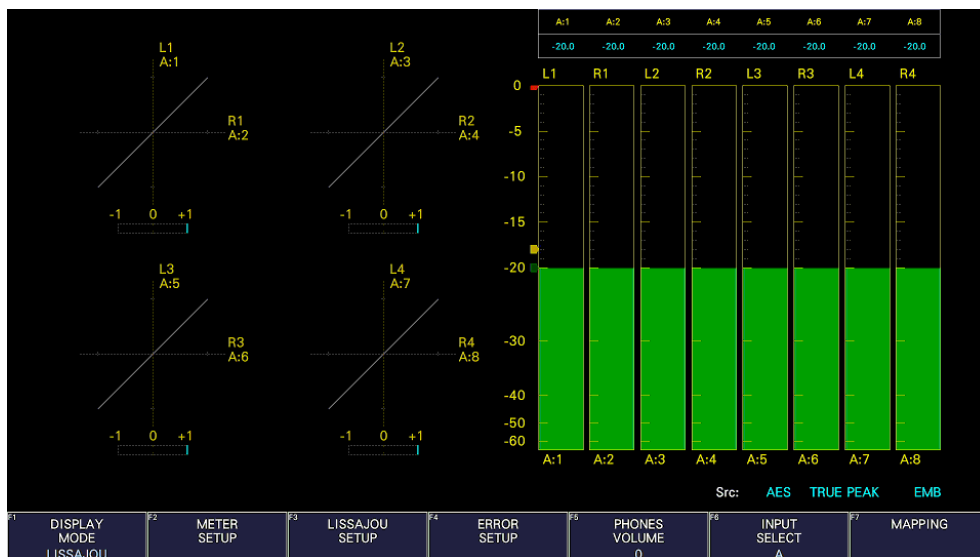 L1
A:1
R1
A:2
-1 0 +1
L2
A:3
R2
A:4
-1 0 +1
L3
A:5
R3
A:6
-1 0 +1
L4
A:7
R4
A:8
-1 0 +1
A:1 A:2 A:3 A:4 A:5 A:6 A:7 A:8
-20.0 -20.0 -20.0 -20.0 -20.0 -20.0 -20.0 -20.0
L1 R1 L2 R2 L3 R3 L4 R4
0
-5
-10
-15
-20
-30
-40
-50
-60
A:1 A:2 A:3 A:4 A:5 A:6 A:7 A:8
Src: AES TRUE PEAK EMB
F1 DISPLAY
MODE
LISSAJOU
F2 METER
SETUP
F3 LISSAJOU
SETUP
F4 ERROR
SETUP
F5 PHONES
VOLUME
0
F6 INPUT
SELECT
A
F7 MAPPING